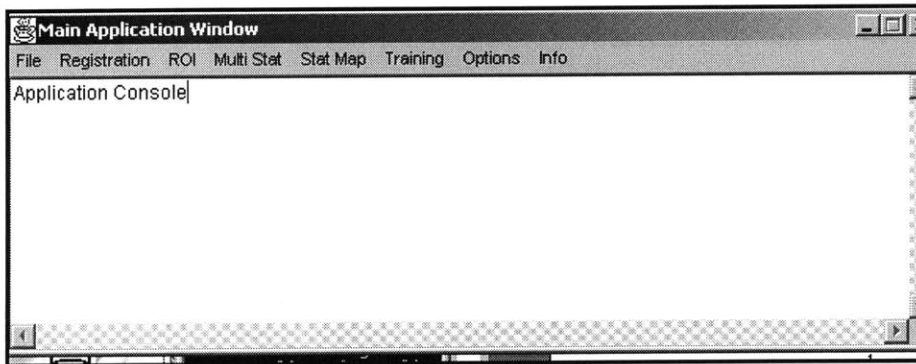 Main Application Window
File Registration ROI Multi Stat Stat Map Training Options Info
Application Console